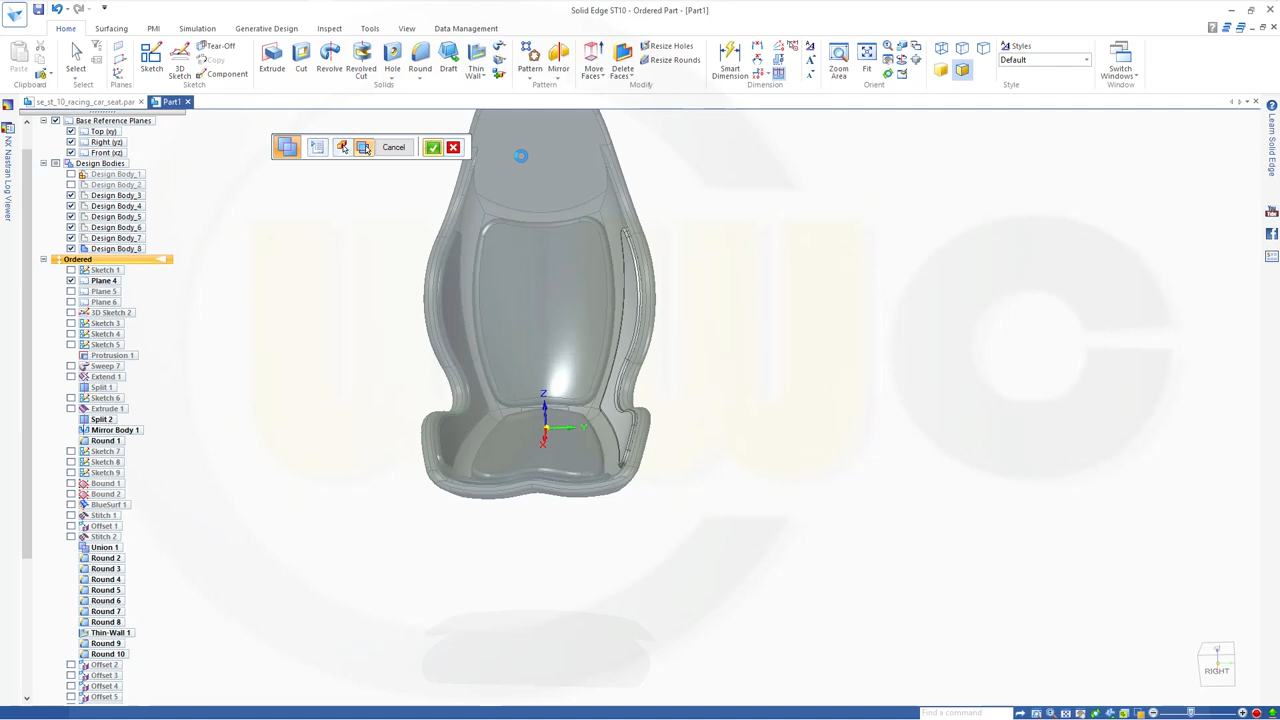 Solid Edge ST10 - Ordered Part - [Part1]
Home Surfacing PMI Simulation Generative Design Inspect Tools View Data Management
Paste
Clipboard
Select
Select
Tear-Off
Copy
Component
Planes
Sketch
3D Sketch
Sketch
Extrude Cut Revolve Revolved Cut Hole Round Draft Thin Wall
Solids
Pattern Mirror
Pattern
Move Faces Delete Faces
Resize Holes
Resize Rounds
Modify
Smart Dimension
Dimension
Zoom Area Fit
Orient
Styles
Default
Style
Switch Windows
Window
se_st_10_racing_car_seat.par Part1
Base Reference Planes
Top (xy)
Right (yz)
Front (xz)
Design Bodies
Design Body_1
Design Body_2
Design Body_3
Design Body_4
Design Body_5
Design Body_6
Design Body_7
Design Body_8
Ordered
Sketch 1
Plane 4
Plane 5
Plane 6
3D Sketch 2
Sketch 3
Sketch 4
Sketch 5
Protrusion 1
Sweep 7
Extend 1
Split 1
Sketch 6
Extrude 1
Split 2
Mirror Body 1
Round 1
Sketch 7
Sketch 8
Sketch 9
Bound 1
Bound 2
BlueSurf 1
Stitch 1
Offset 1
Stitch 2
Union 1
Round 2
Round 3
Round 4
Round 5
Round 6
Round 7
Round 8
Thin-Wall 1
Round 9
Round 10
Offset 2
Offset 3
Offset 4
Offset 5
NX Nastran Log Viewer
Cancel
Z
Y
X
RIGHT
Learn Solid Edge
You Tube
Find a command